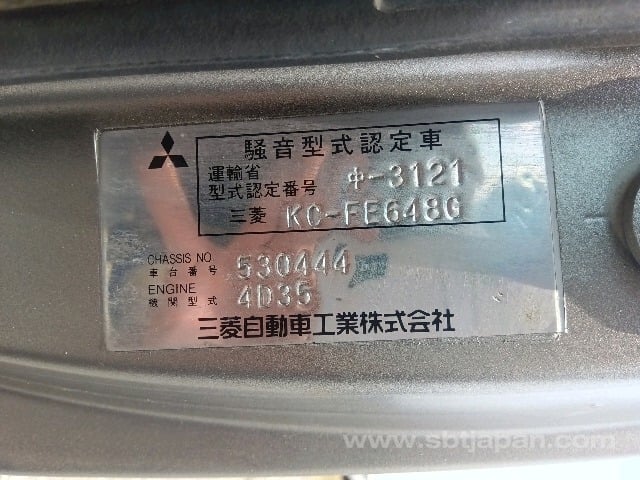 騒音型式認定車
運輸省
型式認定番号 中-3121
三菱 KC-FE648G
CHASSIS NO
車台番号 530444
ENGINE
機関型式 4D35
三菱自動車工業株式会社
www.sbtjapan.com